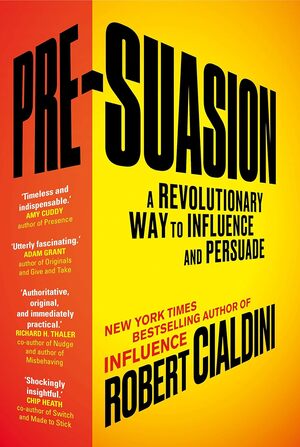 PRE-SUASION
A REVOLUTIONARY
WAY TO INFLUENCE
AND PERSUADE
'Timeless and
indispensable.'
AMY CUDDY
author of Presence
'Utterly fascinating.'
ADAM GRANT
author of Originals
and Give and Take
'Authoritative,
original,
and immediately
practical.'
RICHARD H. THALER
co-author of Nudge
and author of
Misbehaving
'Shockingly
insightful.'
CHIP HEATH
co-author of Switch
and Made to Stick
NEW YORK TIMES
BESTSELLING AUTHOR OF
INFLUENCE
ROBERT CIALDINI